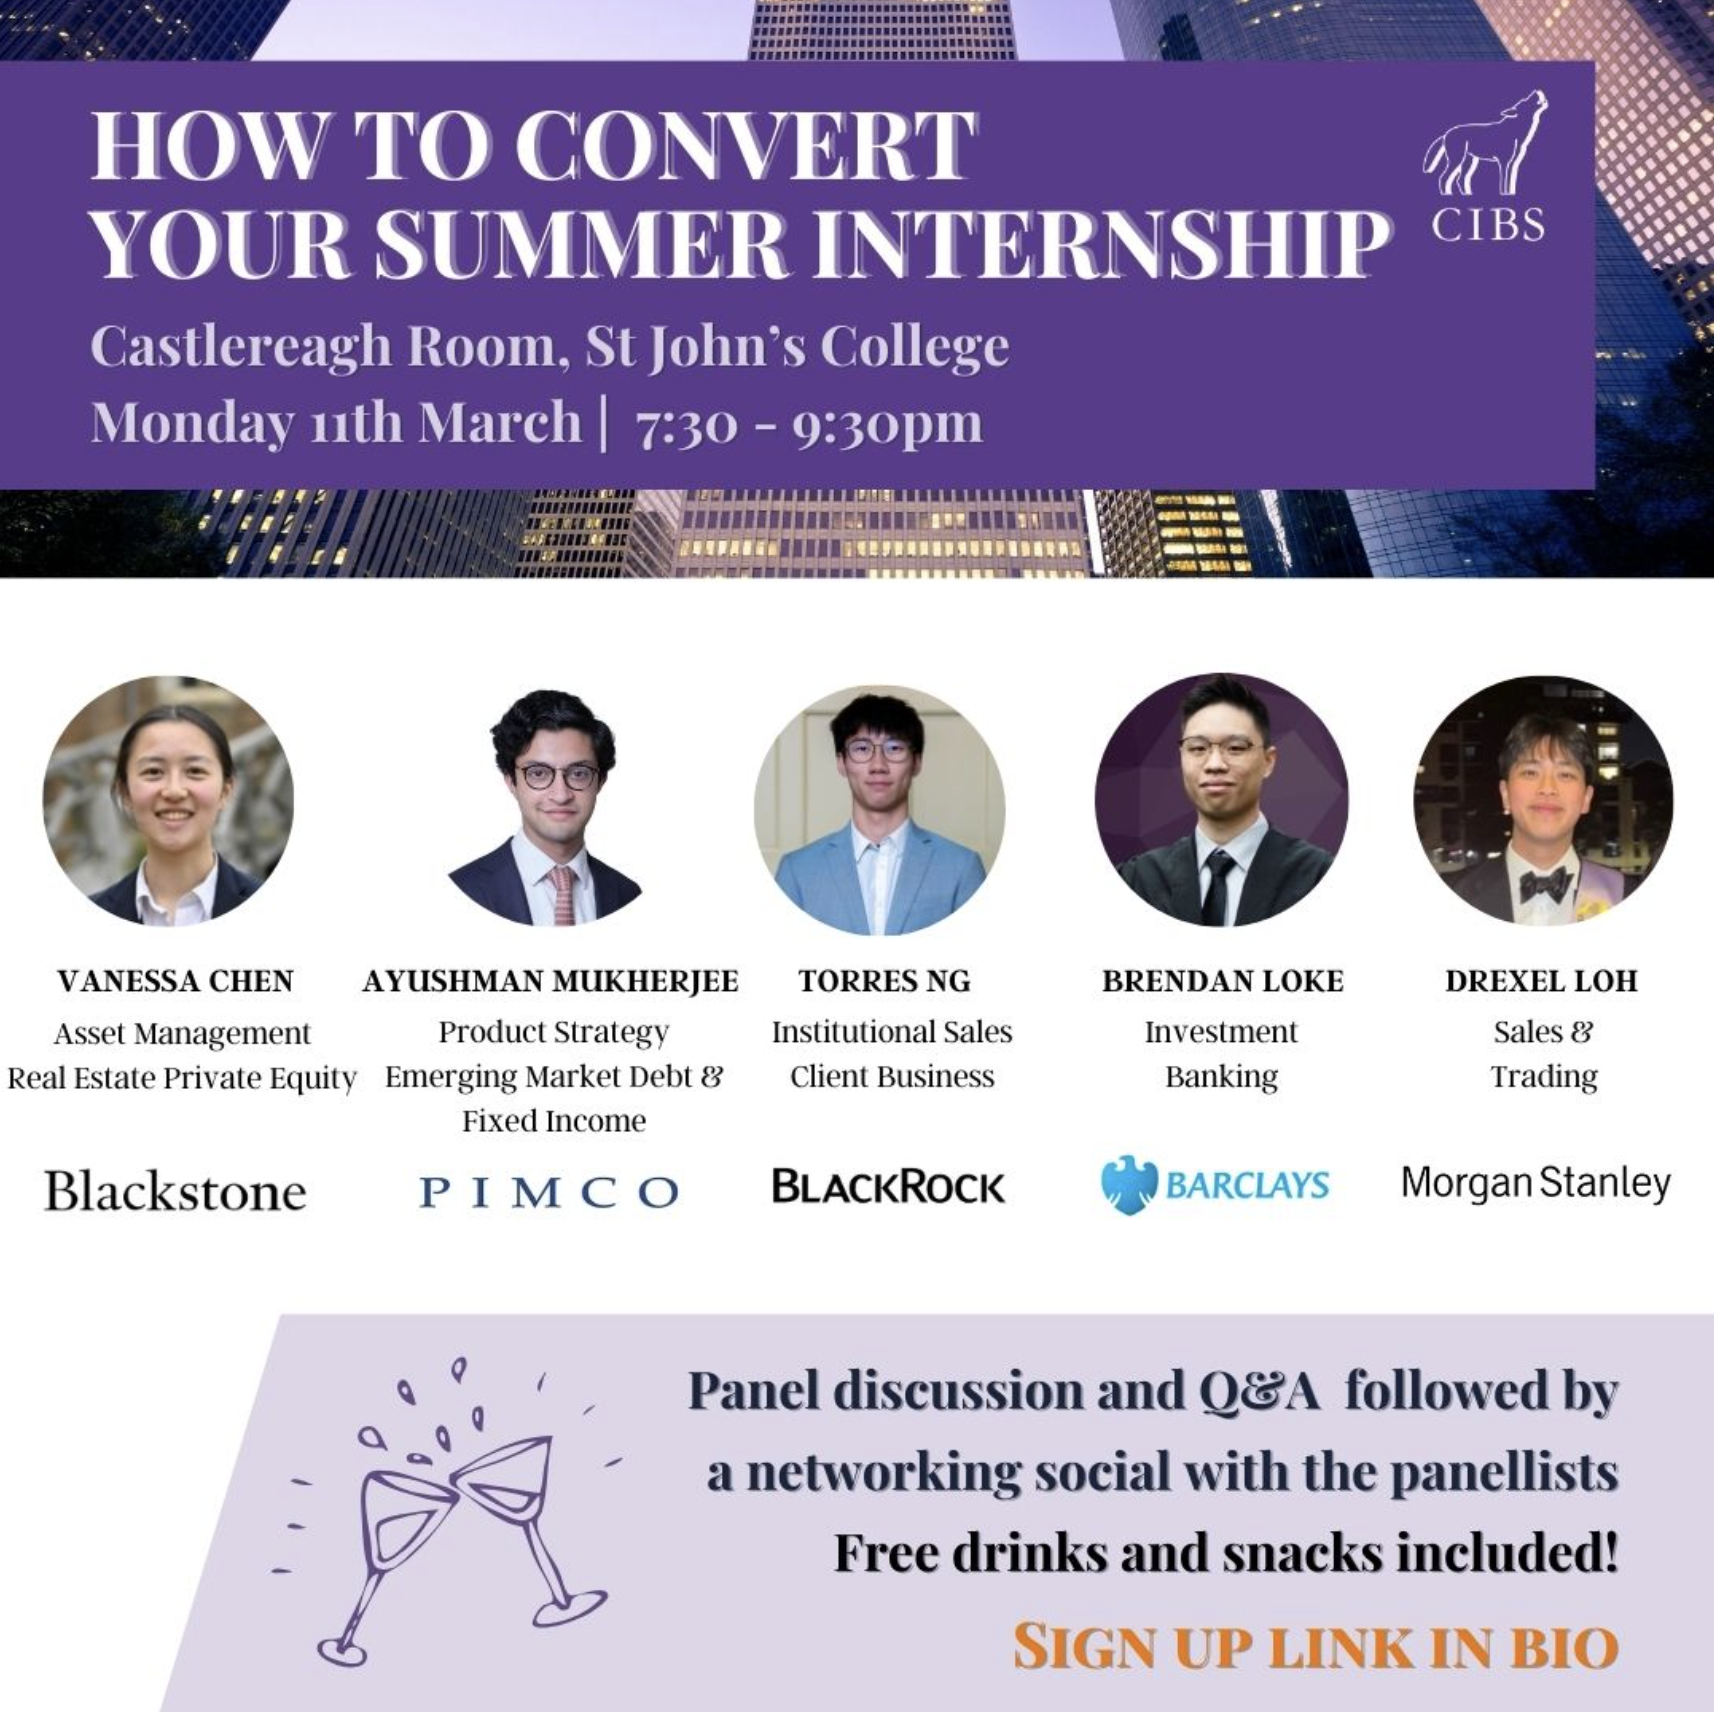 HOW TO CONVERT
YOUR SUMMER INTERNSHIP
CIBS
Castlereagh Room, St John's College
Monday 11th March | 7:30 - 9:30pm
VANESSA CHEN
Asset Management
Real Estate Private Equity
Blackstone
AYUSHMAN MUKHERJEE
Product Strategy
Emerging Market Debt &
Fixed Income
PIMCO
TORRES NG
Institutional Sales
Client Business
BLACKROCK
BRENDAN LOKE
Investment
Banking
BARCLAYS
DREXEL LOH
Sales &
Trading
Morgan Stanley
Panel discussion and Q&A followed by
a networking social with the panellists
Free drinks and snacks included!
SIGN UP LINK IN BIO